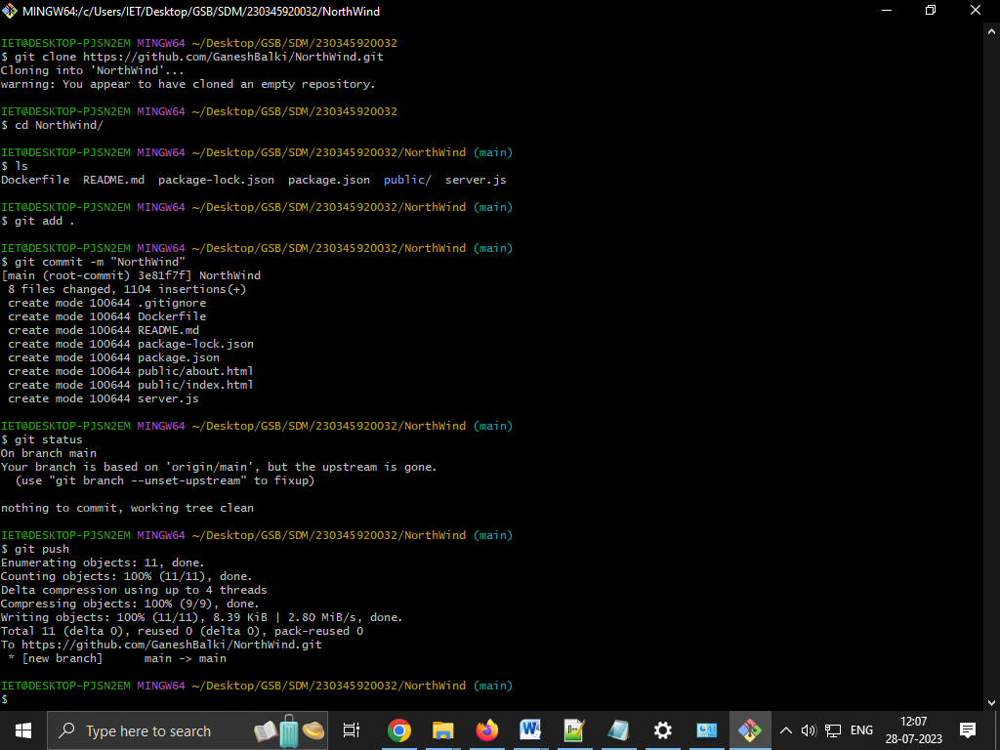 MINGW64:/c/Users/IET/Desktop/GSB/SDM/230345920032/NorthWind
IET@DESKTOP-PJSN2EM MINGW64 ~/Desktop/GSB/SDM/230345920032
$ git clone https://github.com/GaneshBalki/NorthWind.git
Cloning into 'NorthWind'...
warning: You appear to have cloned an empty repository.
IET@DESKTOP-PJSN2EM MINGW64 ~/Desktop/GSB/SDM/230345920032
$ cd NorthWind/
IET@DESKTOP-PJSN2EM MINGW64 ~/Desktop/GSB/SDM/230345920032/NorthWind (main)
$ ls
Dockerfile  README.md  package-lock.json  package.json  public/  server.js
IET@DESKTOP-PJSN2EM MINGW64 ~/Desktop/GSB/SDM/230345920032/NorthWind (main)
$ git add .
IET@DESKTOP-PJSN2EM MINGW64 ~/Desktop/GSB/SDM/230345920032/NorthWind (main)
$ git commit -m "NorthWind"
[main (root-commit) 3e81f7f] NorthWind
 8 files changed, 1104 insertions(+)
 create mode 100644 .gitignore
 create mode 100644 Dockerfile
 create mode 100644 README.md
 create mode 100644 package-lock.json
 create mode 100644 package.json
 create mode 100644 public/about.html
 create mode 100644 public/index.html
 create mode 100644 server.js
IET@DESKTOP-PJSN2EM MINGW64 ~/Desktop/GSB/SDM/230345920032/NorthWind (main)
$ git status
On branch main
Your branch is based on 'origin/main', but the upstream is gone.
  (use "git branch --unset-upstream" to fixup)
nothing to commit, working tree clean
IET@DESKTOP-PJSN2EM MINGW64 ~/Desktop/GSB/SDM/230345920032/NorthWind (main)
$ git push
Enumerating objects: 11, done.
Counting objects: 100% (11/11), done.
Delta compression using up to 4 threads
Compressing objects: 100% (9/9), done.
Writing objects: 100% (11/11), 8.39 KiB | 2.80 MiB/s, done.
Total 11 (delta 0), reused 0 (delta 0), pack-reused 0
To https://github.com/GaneshBalki/NorthWind.git
 * [new branch]      main -> main
IET@DESKTOP-PJSN2EM MINGW64 ~/Desktop/GSB/SDM/230345920032/NorthWind (main)
$
Type here to search
ENG
12:07
28-07-2023